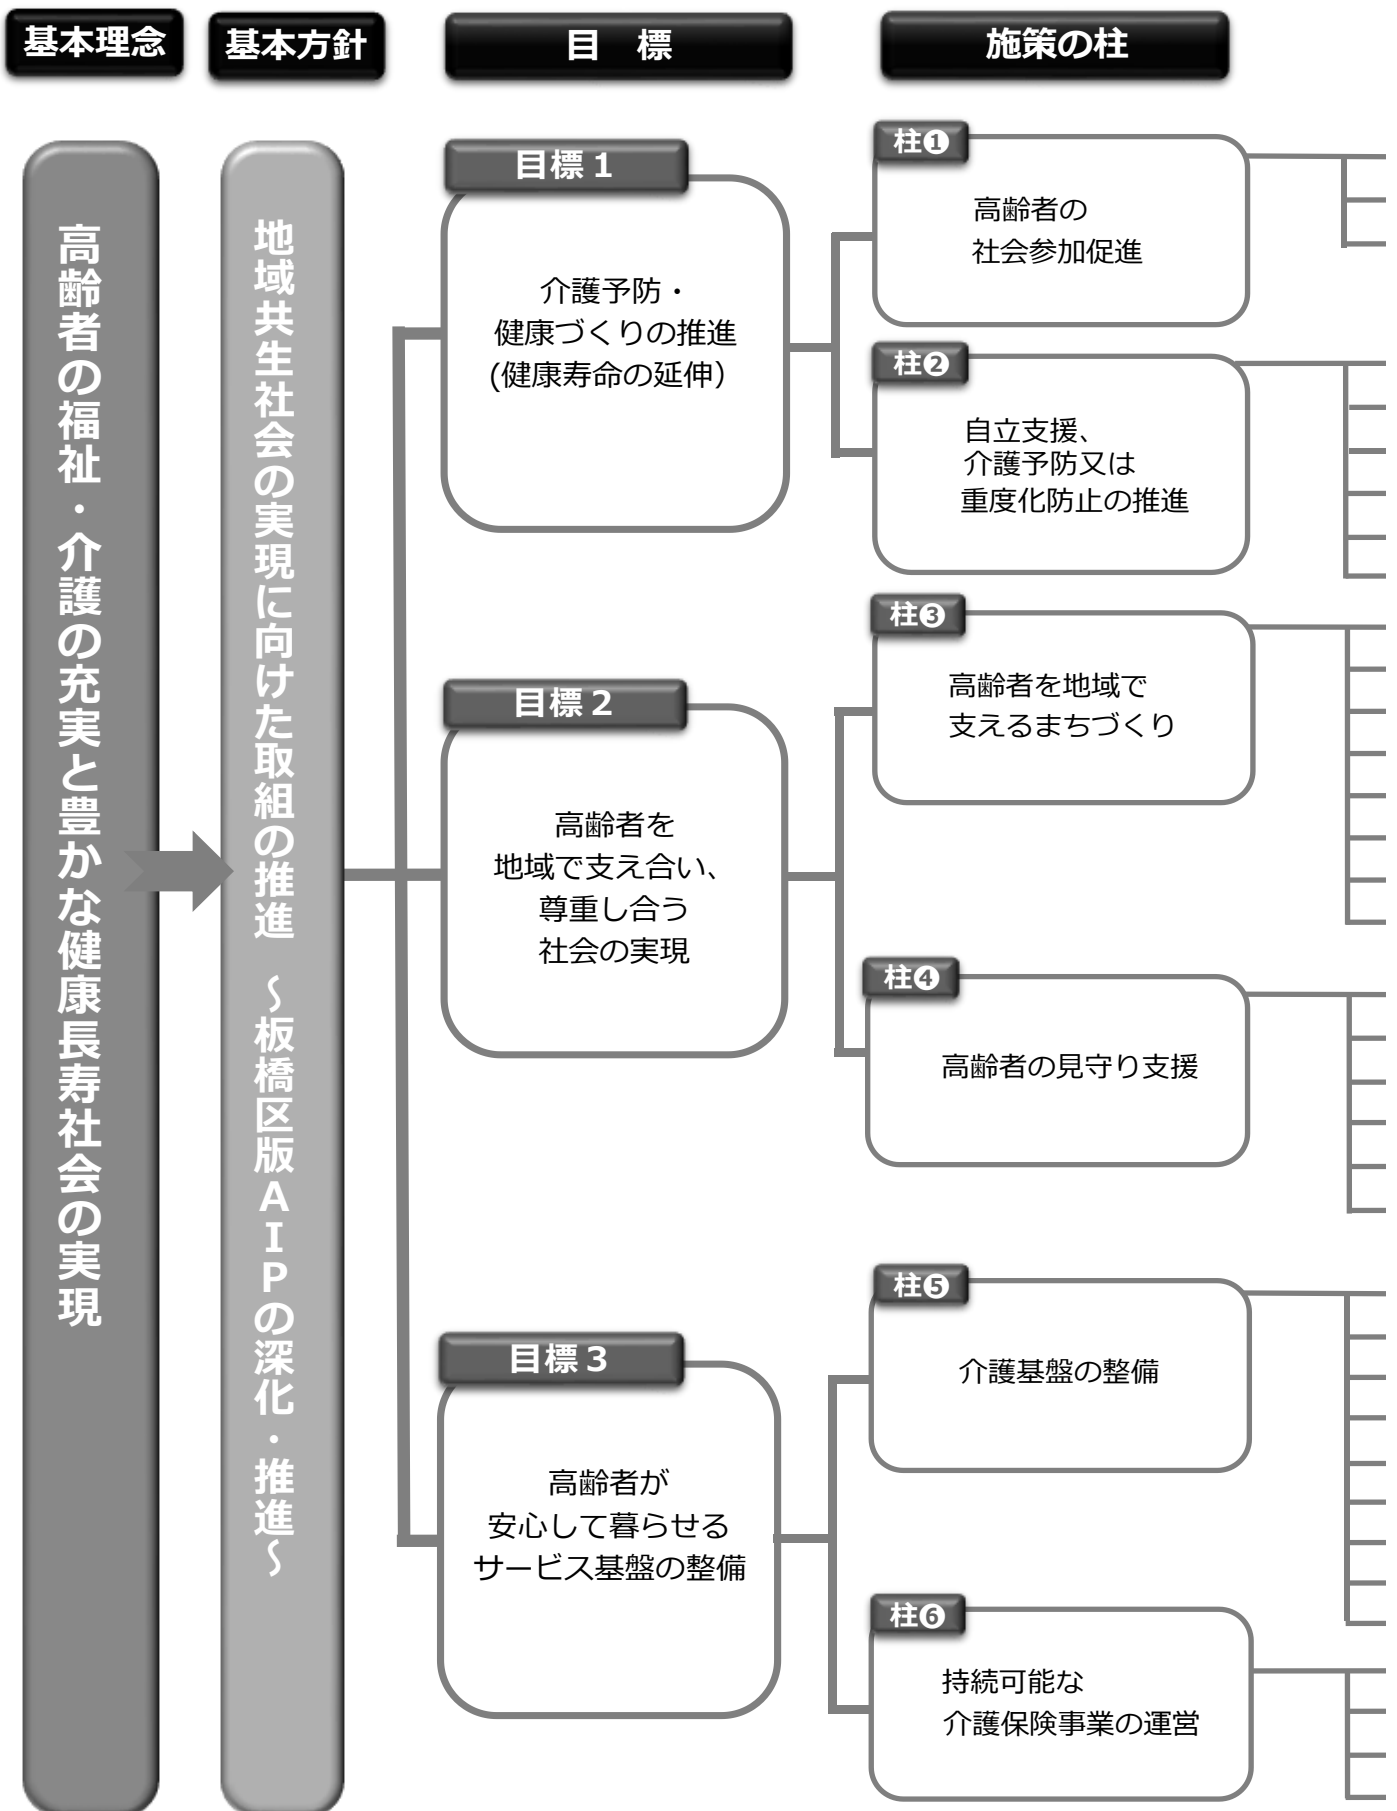 基本理念
基本方針
目　標
施策の柱
高齢者の福祉・介護の充実と豊かな健康長寿社会の実現
地域共生社会の実現に向けた取組の推進　～板橋区版ＡＩＰの深化・推進～
目標１
介護予防・
健康づくりの推進
(健康寿命の延伸）
柱❶
高齢者の
社会参加促進
柱❷
自立支援、
介護予防又は
重度化防止の推進
目標２
高齢者を
地域で支え合い、
尊重し合う
社会の実現
柱❸
高齢者を地域で
支えるまちづくり
柱❹
高齢者の見守り支援
目標３
高齢者が
安心して暮らせる
サービス基盤の整備
柱❺
介護基盤の整備
柱❻
持続可能な
介護保険事業の運営